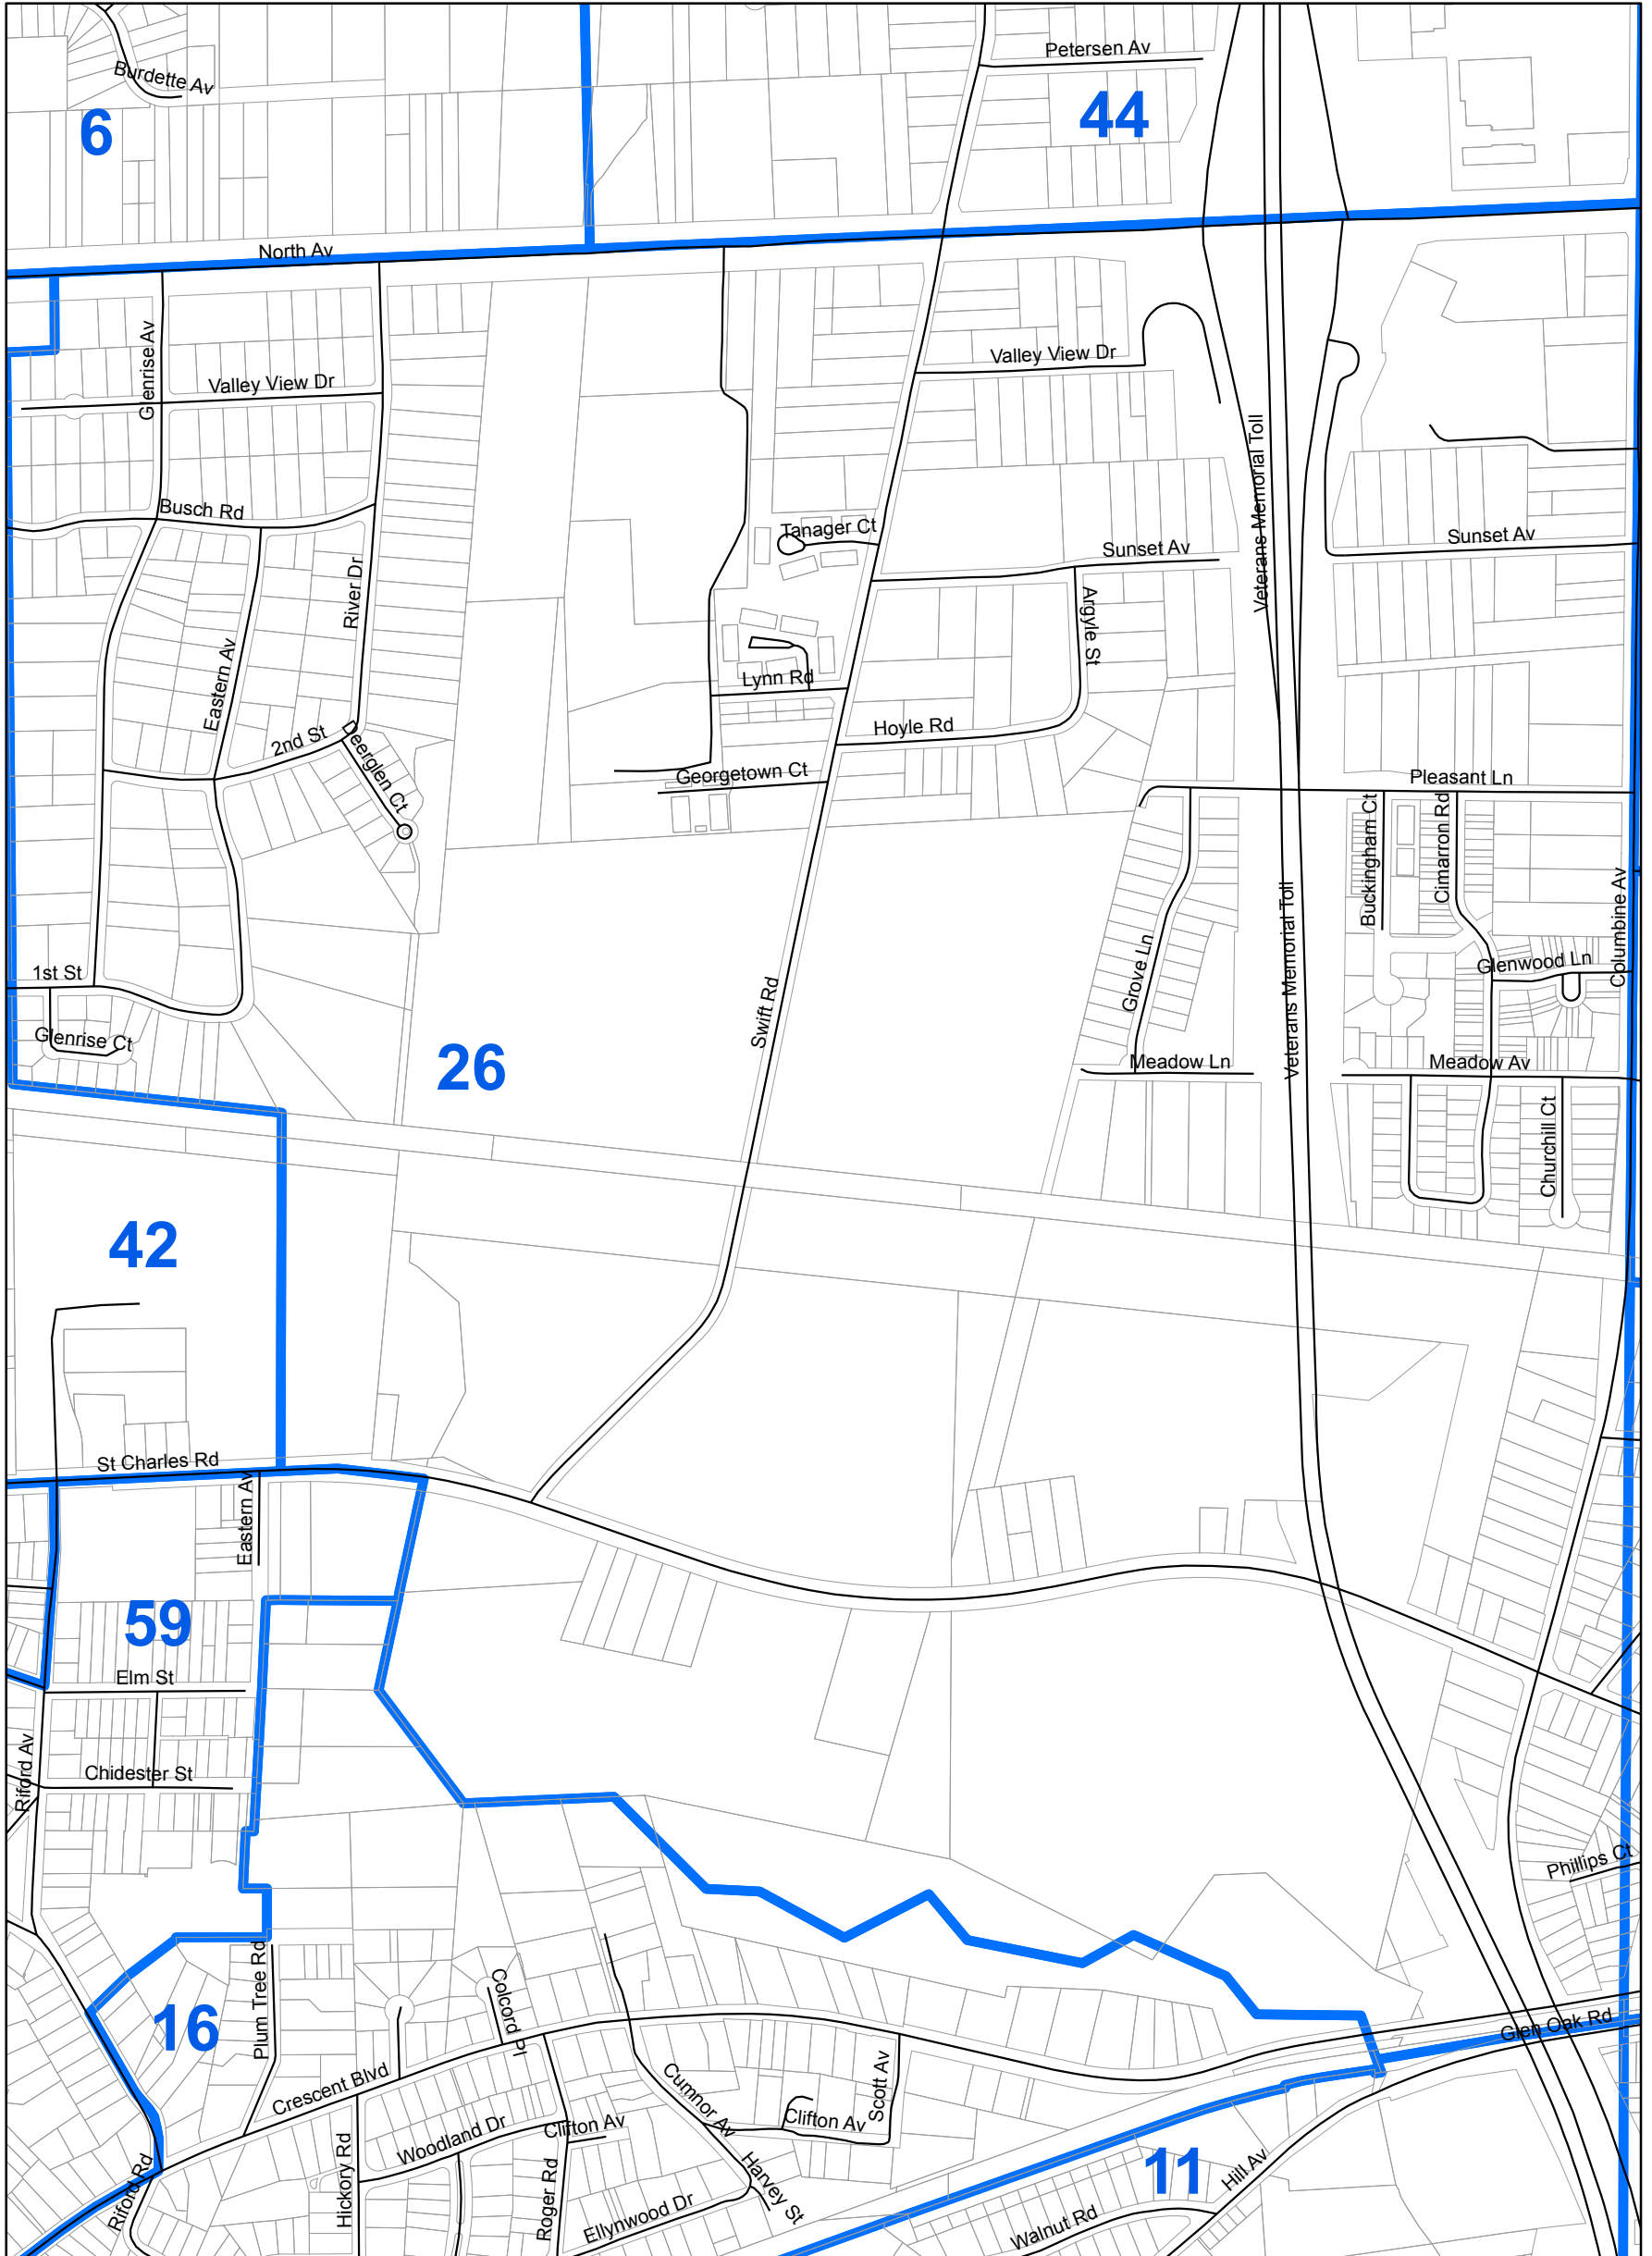 Petersen Av
Burdette Av
44
6
North Av
Glenrise Av
Valley View Dr
Valley View Dr
Veterans Memorial Toll
Busch Rd
Tanager Ct
Sunset Av
Sunset Av
River Dr
Argyle St
Eastern Av
Lynn Rd
Hoyle Rd
2nd St
Deerglen Ct
Georgetown Ct
Pleasant Ln
Buckingham Ct
Cimarron Rd
Columbine Av
Veterans Memorial Toll
Grove Ln
Glenwood Ln
1st St
Swift Rd
Glenrise Ct
26
Meadow Ln
Meadow Av
Churchill Ct
42
St Charles Rd
Eastern Av
59
Elm St
Riford Av
Chidester St
Phillips Ct
Plum Tree Rd
Colcord Pl
16
Glen Oak Rd
Crescent Blvd
Cumnor Av
Scott Av
Clifton Av
Clifton Av
Woodland Dr
Hickory Rd
Riford Rd
Roger Rd
Harvey St
11
Hill Av
Ellynwood Dr
Walnut Rd